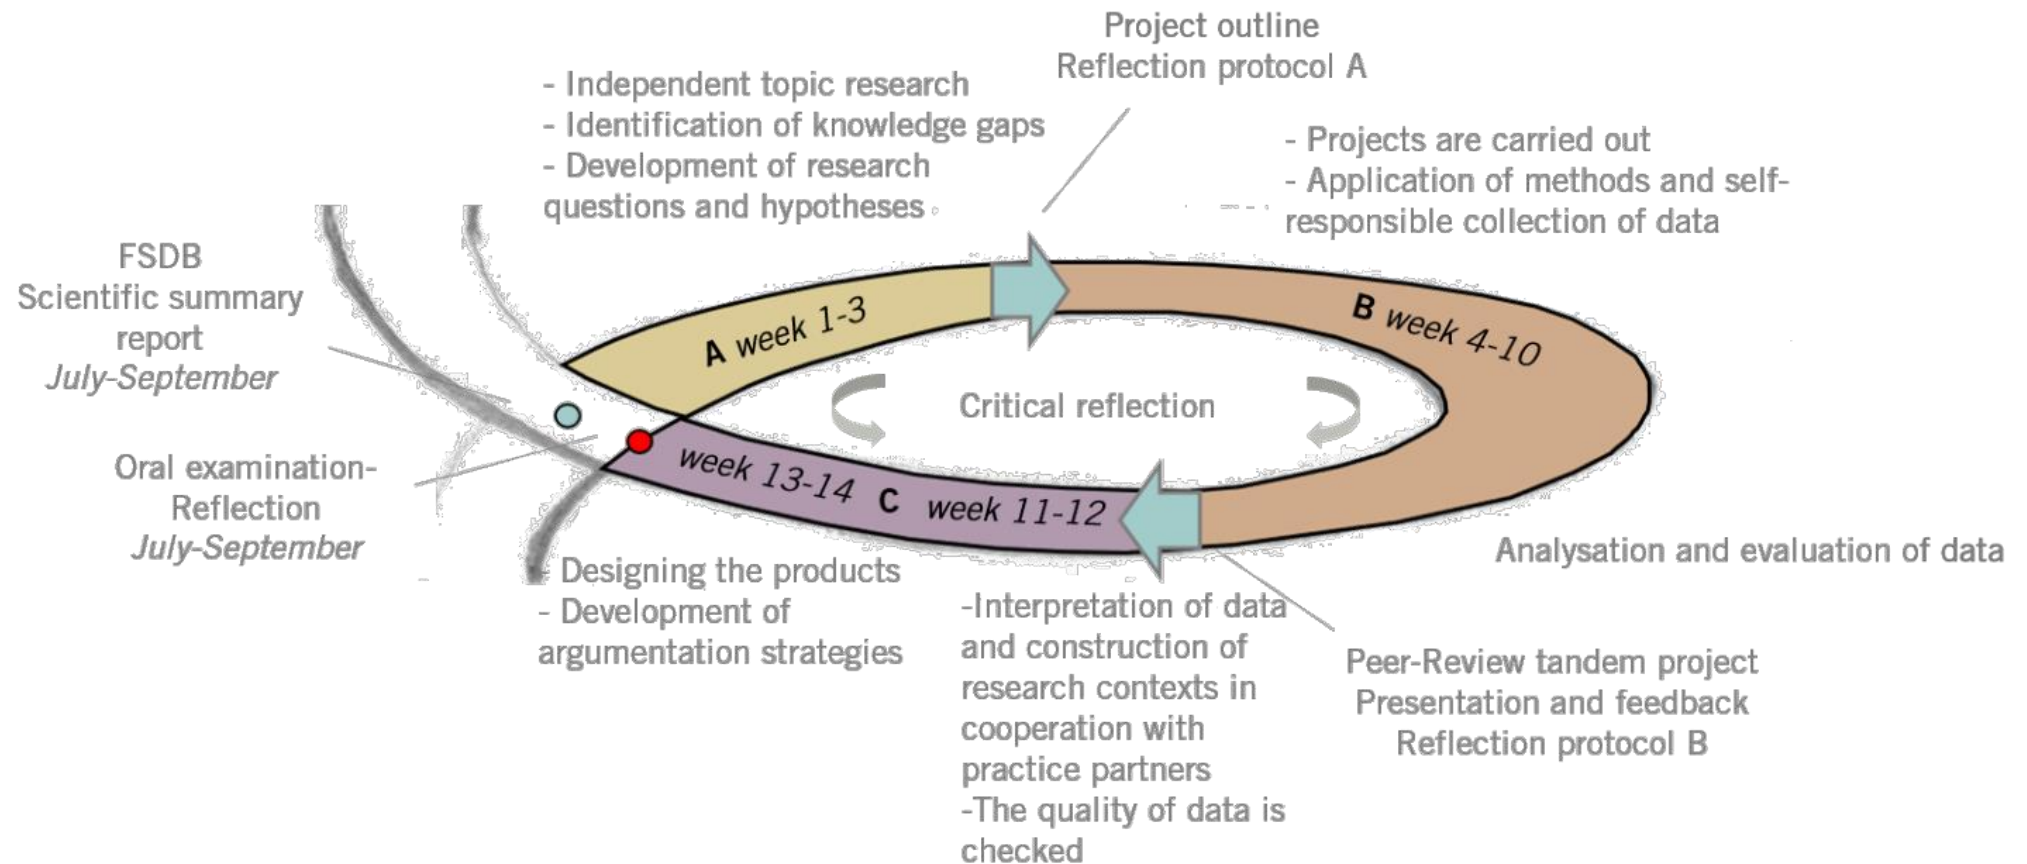 Project outline
Reflection protocol A
- Independent topic research
- Identification of knowledge gaps
- Development of research
questions and hypotheses
- Projects are carried out
- Application of methods and self-
responsible collection of data
FSDB
Scientific summary
report
July-September
A week 1-3
B week 4-10
Critical reflection
Oral examination-
Reflection
July-September
week 13-14 C week 11-12
- Designing the products
- Development of
argumentation strategies
Analysation and evaluation of data
-Interpretation of data
and construction of
research contexts in
cooperation with
practice partners
-The quality of data is
checked
Peer-Review tandem project
Presentation and feedback
Reflection protocol B